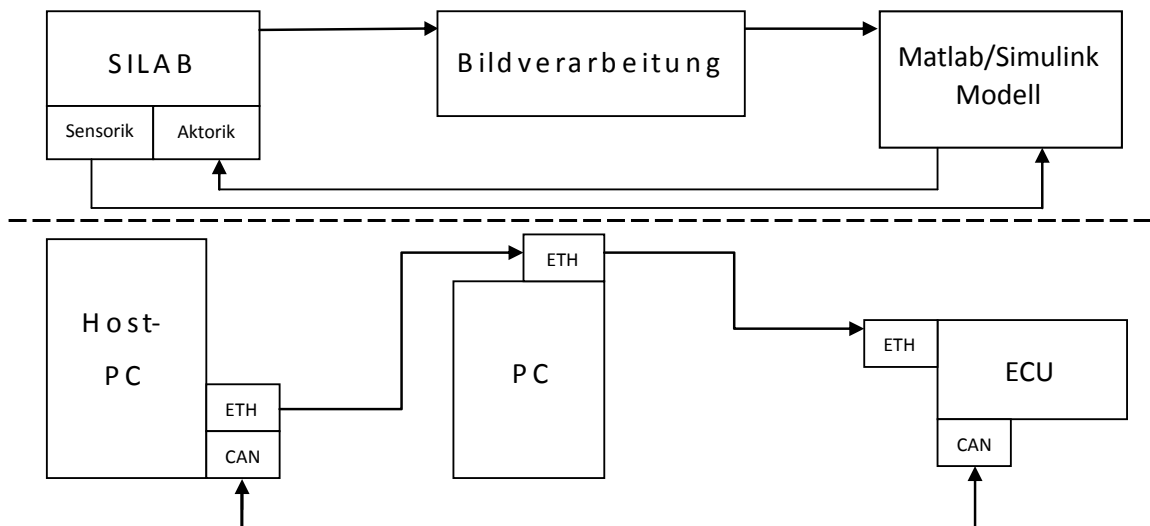 SILAB
Sensorik
Aktorik
Bildverarbeitung
Matlab/Simulink
Modell
Host-
PC
ETH
CAN
ETH
PC
ETH
ECU
CAN